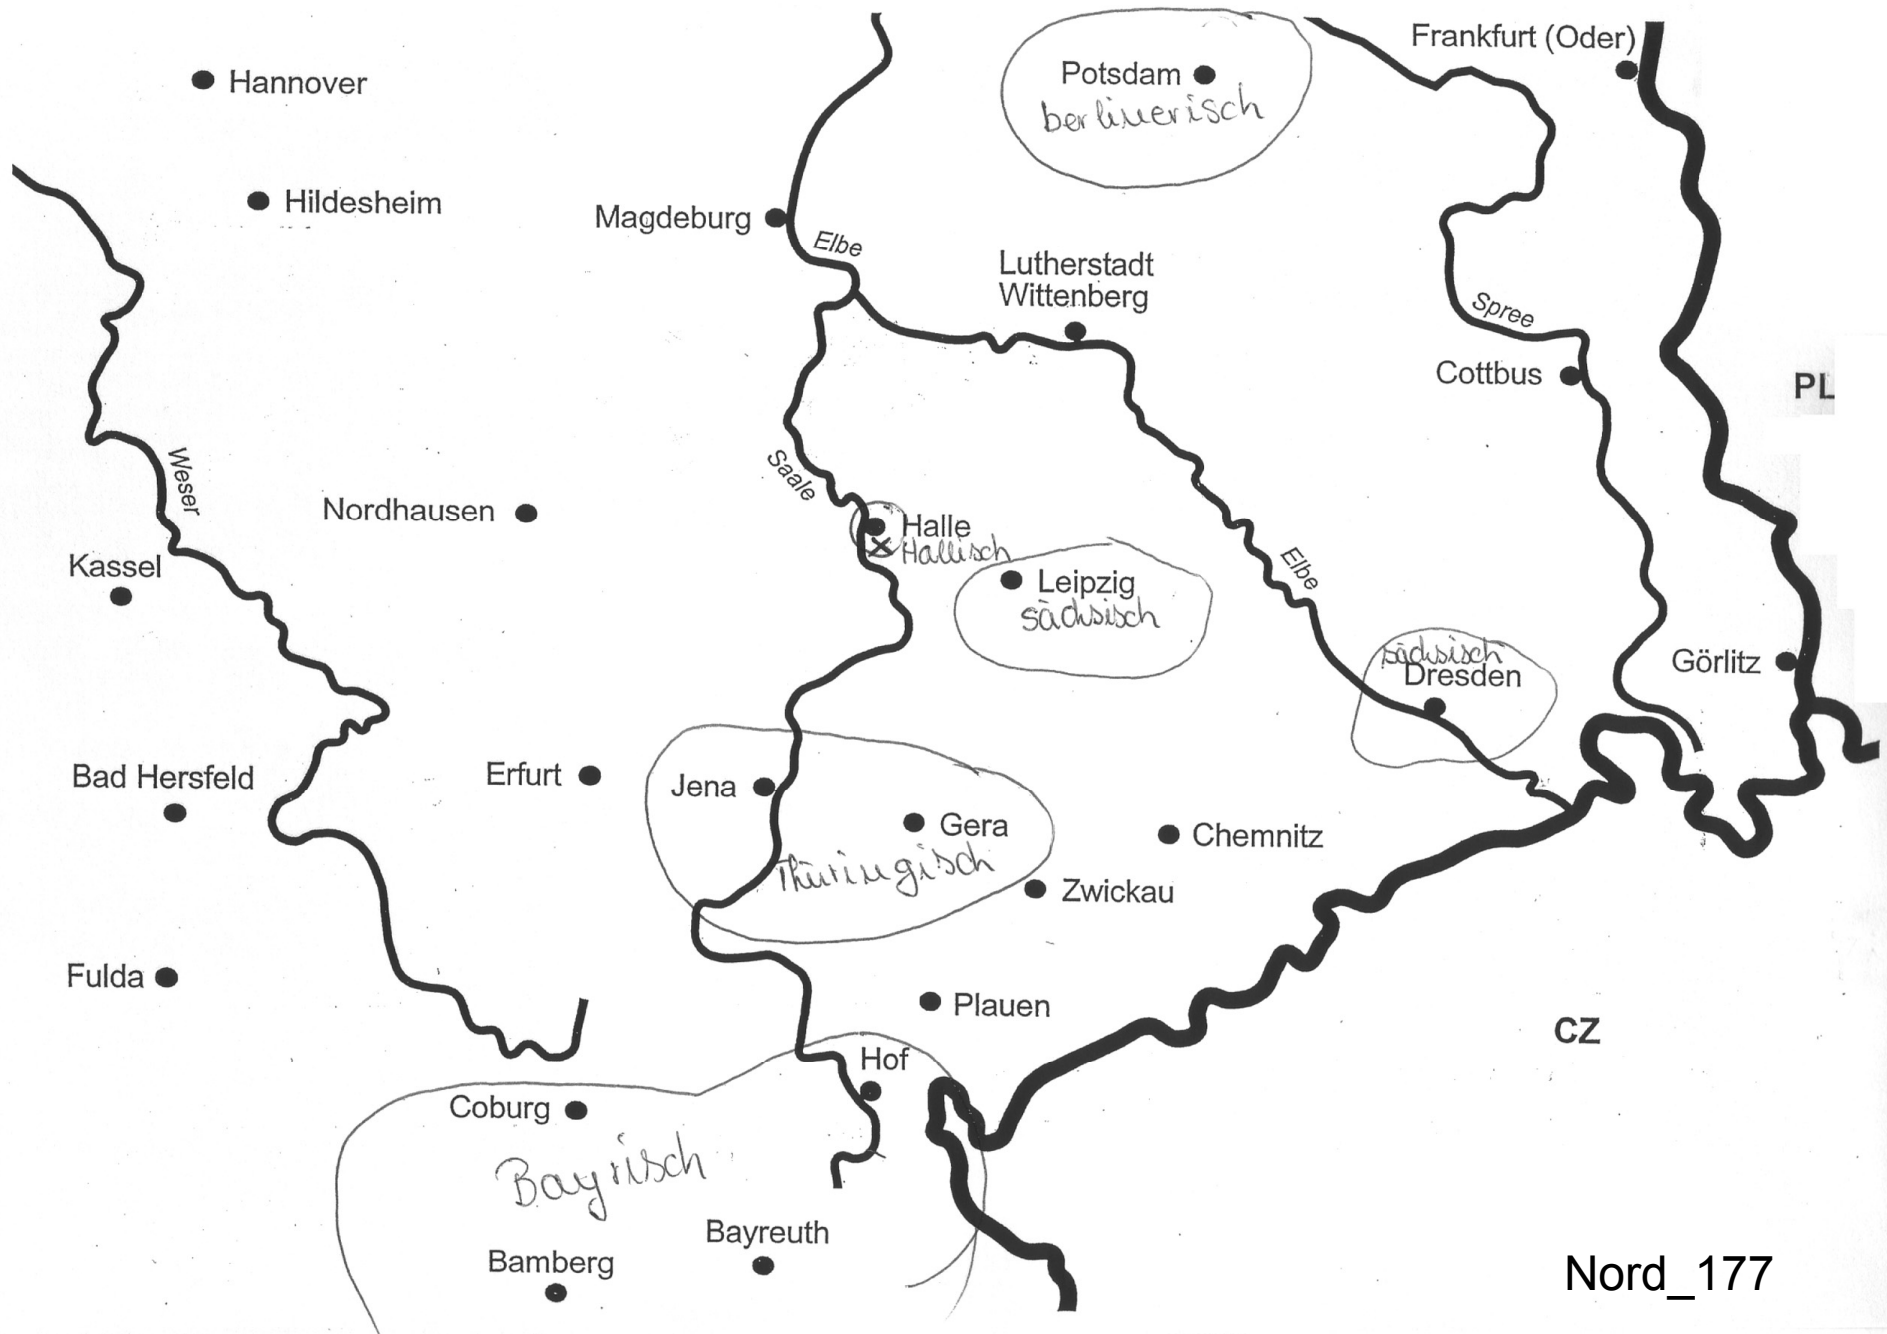 Frankfurt (Oder)
Hannover
Potsdam
berlinerisch
Hildesheim
Magdeburg
Elbe
Lutherstadt
Wittenberg
Spree
Cottbus
PL
Weser
Saale
Nordhausen
Halle
Hallisch
Kassel
Leipzig
sächsisch
Elbe
sächsisch
Dresden
Görlitz
Bad Hersfeld
Erfurt
Jena
Gera
Thüringisch
Chemnitz
Zwickau
Fulda
Plauen
CZ
Hof
Coburg
Bayrisch
Bayreuth
Bamberg
Nord_177